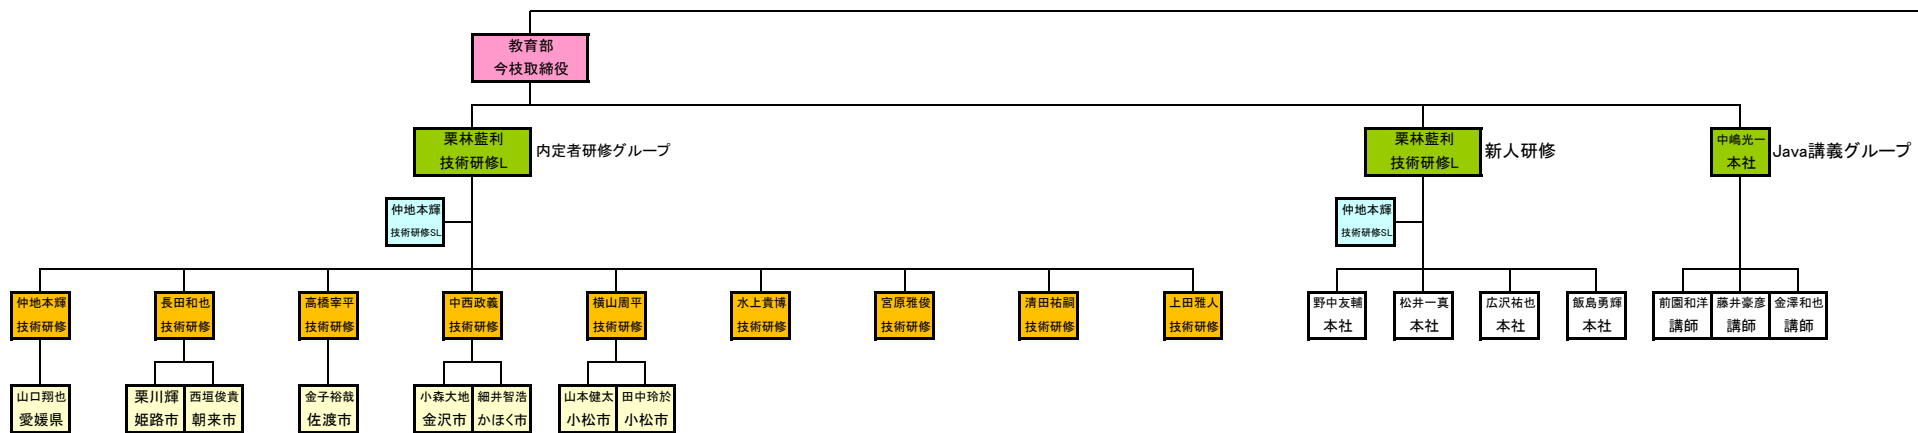 教育部
今枝取締役
栗林藍利
技術研修L
内定者研修グループ
栗林藍利
技術研修L
新人研修
中嶋光一
本社
Java講義グループ
仲地本輝
技術研修SL
仲地本輝
技術研修SL
仲地本輝
技術研修
長田和也
技術研修
高橋宰平
技術研修
中西政義
技術研修
横山周平
技術研修
水上貴博
技術研修
宮原雅俊
技術研修
清田祐嗣
技術研修
上田雅人
技術研修
野中友輔
本社
松井一真
本社
広沢祐也
本社
飯島勇輝
本社
前園和洋
講師
藤井豪彦
講師
金澤和也
講師
山口翔也
愛媛県
栗川輝
姫路市
西垣俊貴
朝来市
金子裕哉
佐渡市
小森大地
金沢市
細井智浩
かほく市
山本健太
小松市
田中玲於
小松市